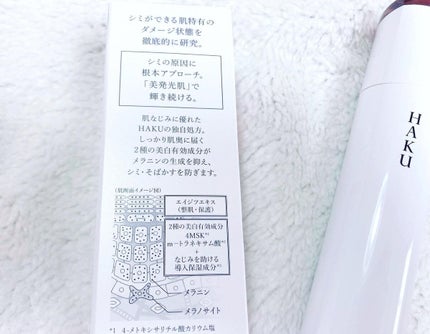 シミができる肌特有の
ダメージ状態を
徹底的に研究。
シミの原因に
根本アプローチ。
「美発光肌」で
輝き続ける。
肌なじみに優れた
HAKUの独自処方。
しっかり肌奥に届く
2種の美白有効成分が
メラニンの生成を抑え、
シミ・そばかすを防ぎます。
(肌断面イメージ図)
エイジツエキス
(整肌・保護)
2種の美白有効成分
4MSK*1
m-トラネキサム酸*2
+
なじみを助ける
導入保湿成分*3
メラニン
メラノサイト
*1 4-メトキシサリチル酸カリウム塩
HAKU